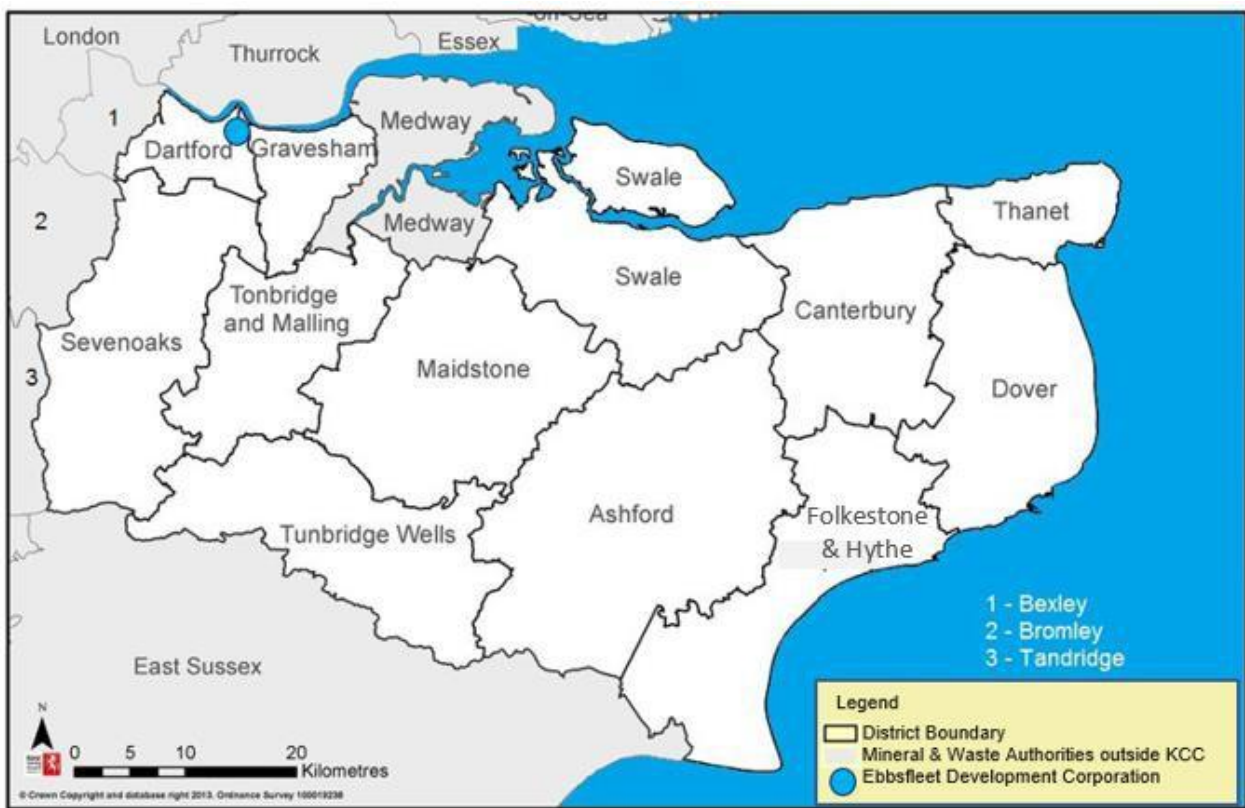 London
Thurrock
Essex
1
Dartford
Gravesham
Medway
Swale
Thanet
2
Medway
Swale
Canterbury
Tonbridge
and Malling
Sevenoaks
Maidstone
3
Dover
Ashford
Folkestone
& Hythe
Tunbridge Wells
East Sussex
1 - Bexley
2 - Bromley
3 - Tandridge
Legend
District Boundary
Mineral & Waste Authorities outside KCC
Ebbsfleet Development Corporation
N
0 5 10 20
Kilometres
© Crown Copyright and database right 2013. Ordnance Survey 100019238